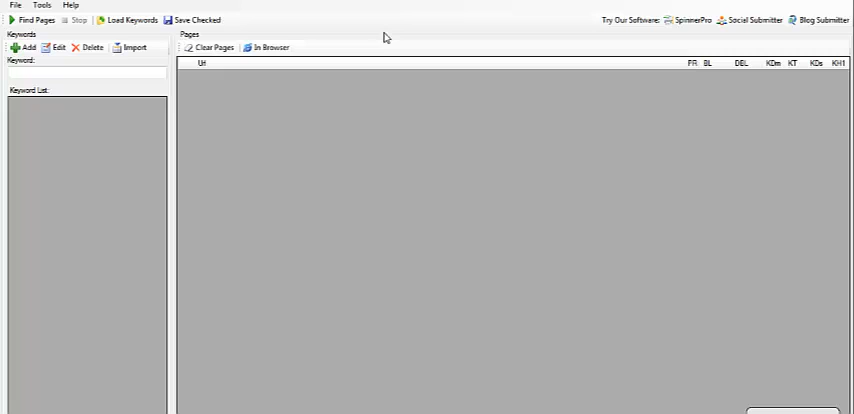 File Tools Help
Find Pages Stop Load Keywords Save Checked Try Our Software: SpinnerPro Social Submitter Blog Submitter
Keywords Pages
Add Edit Delete Import Clear Pages In Browser
Keyword:
Url PR BL DBL KDm KT KDs KH1
Keyword List: